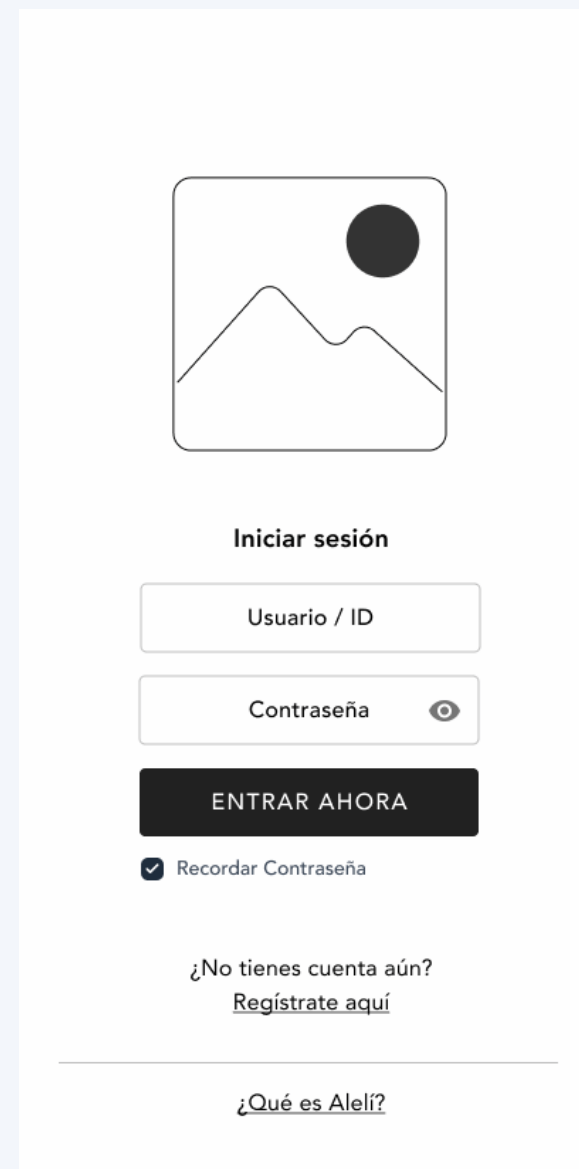 Iniciar sesión
Usuario / ID
Contraseña
ENTRAR AHORA
Recordar Contraseña
¿No tienes cuenta aún?
Regístrate aquí
¿Qué es Alelí?